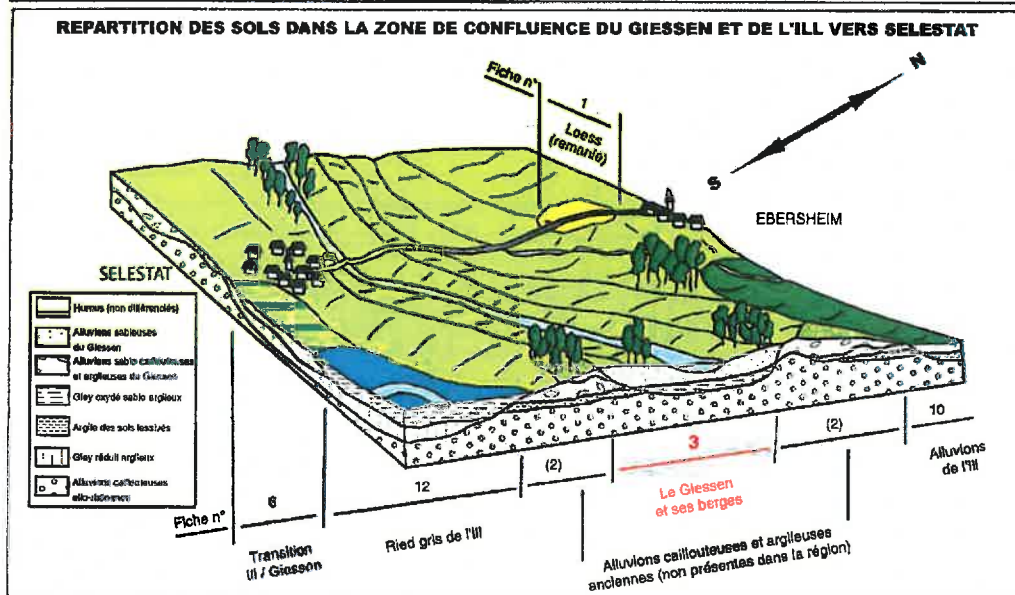 REPARTITION DES SOLS DANS LA ZONE DE CONFLUENCE DU GIESSEN ET DE L'ILL VERS SELESTAT
Fiche n°
1
Loess
(remanié)
N
S
EBERSHEIM
SELESTAT
Humus (non différenciés)
Alluvions sableuses
du Giessen
Alluvions sablo caillouteuses
et argileuses du Giessen
Gley oxydé sablo argileux
Argile des sols lessivés
Gley réduit argileux
Alluvions caillouteuses
ello-rhénanes
Fiche n°
6
12
(2)
3
(2)
10
Transition
Ill / Giessen
Ried gris de l'Ill
Le Giessen
et ses berges
Alluvions caillouteuses et argileuses
anciennes (non présentes dans la région)
Alluvions
de l'Ill